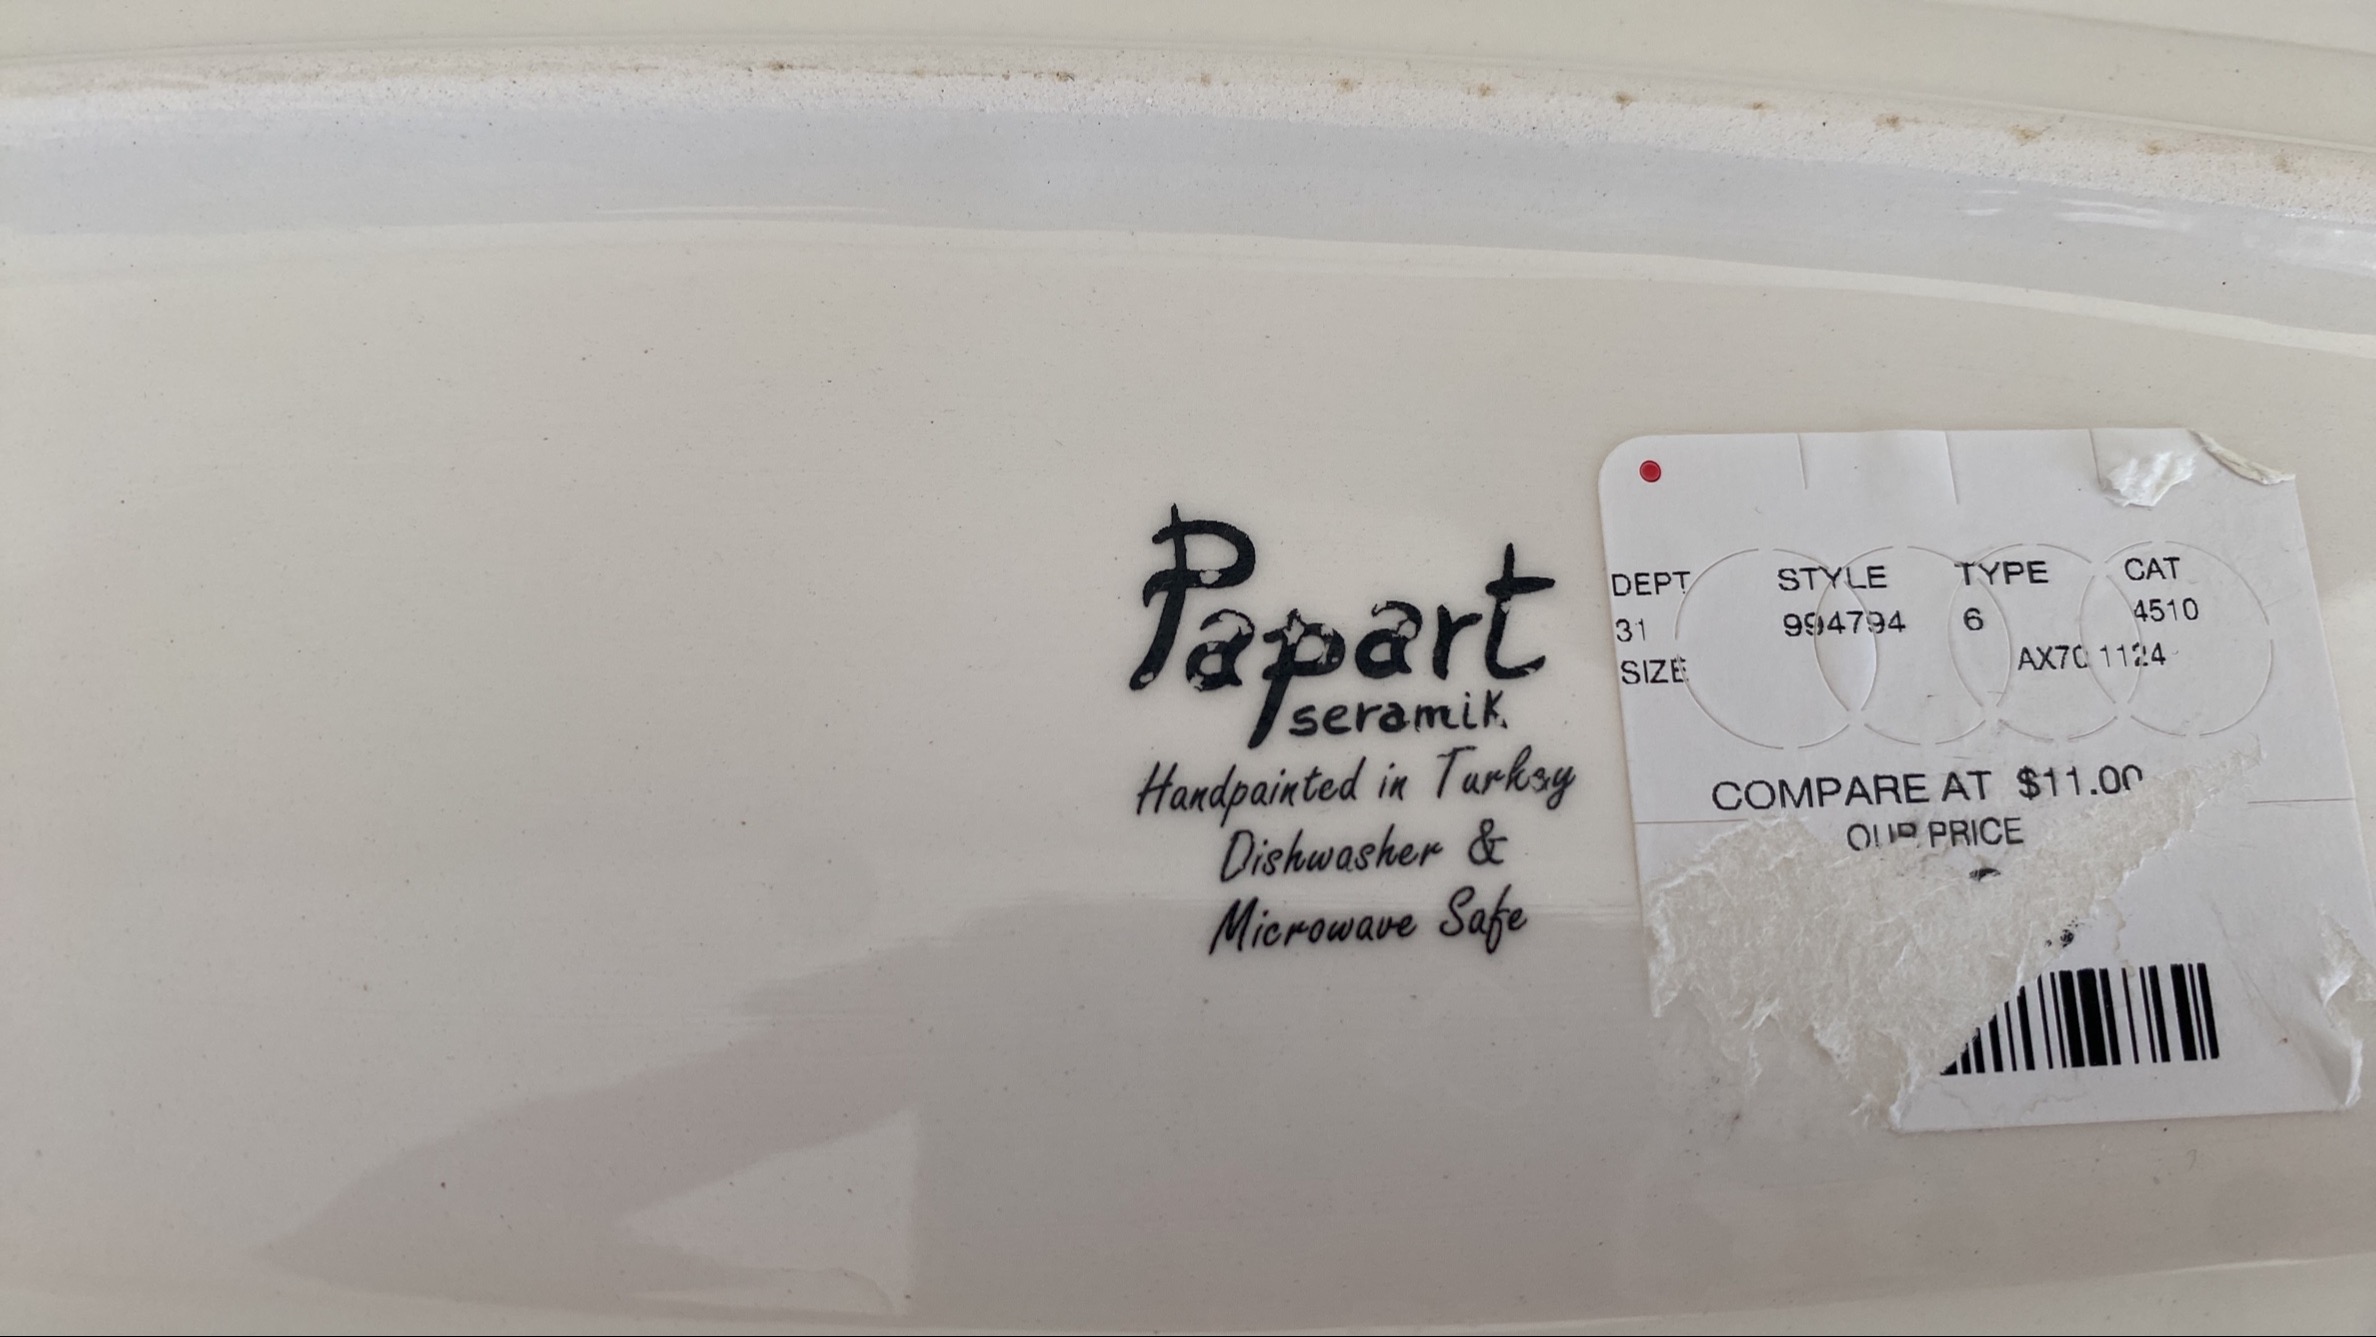 Papart
seramik
Handpainted in Turkey
Dishwasher &
Microwave Safe
DEPT STYLE TYPE CAT
31 994794 6 4510
SIZE AX70 1124
COMPARE AT $11.00
OUR PRICE